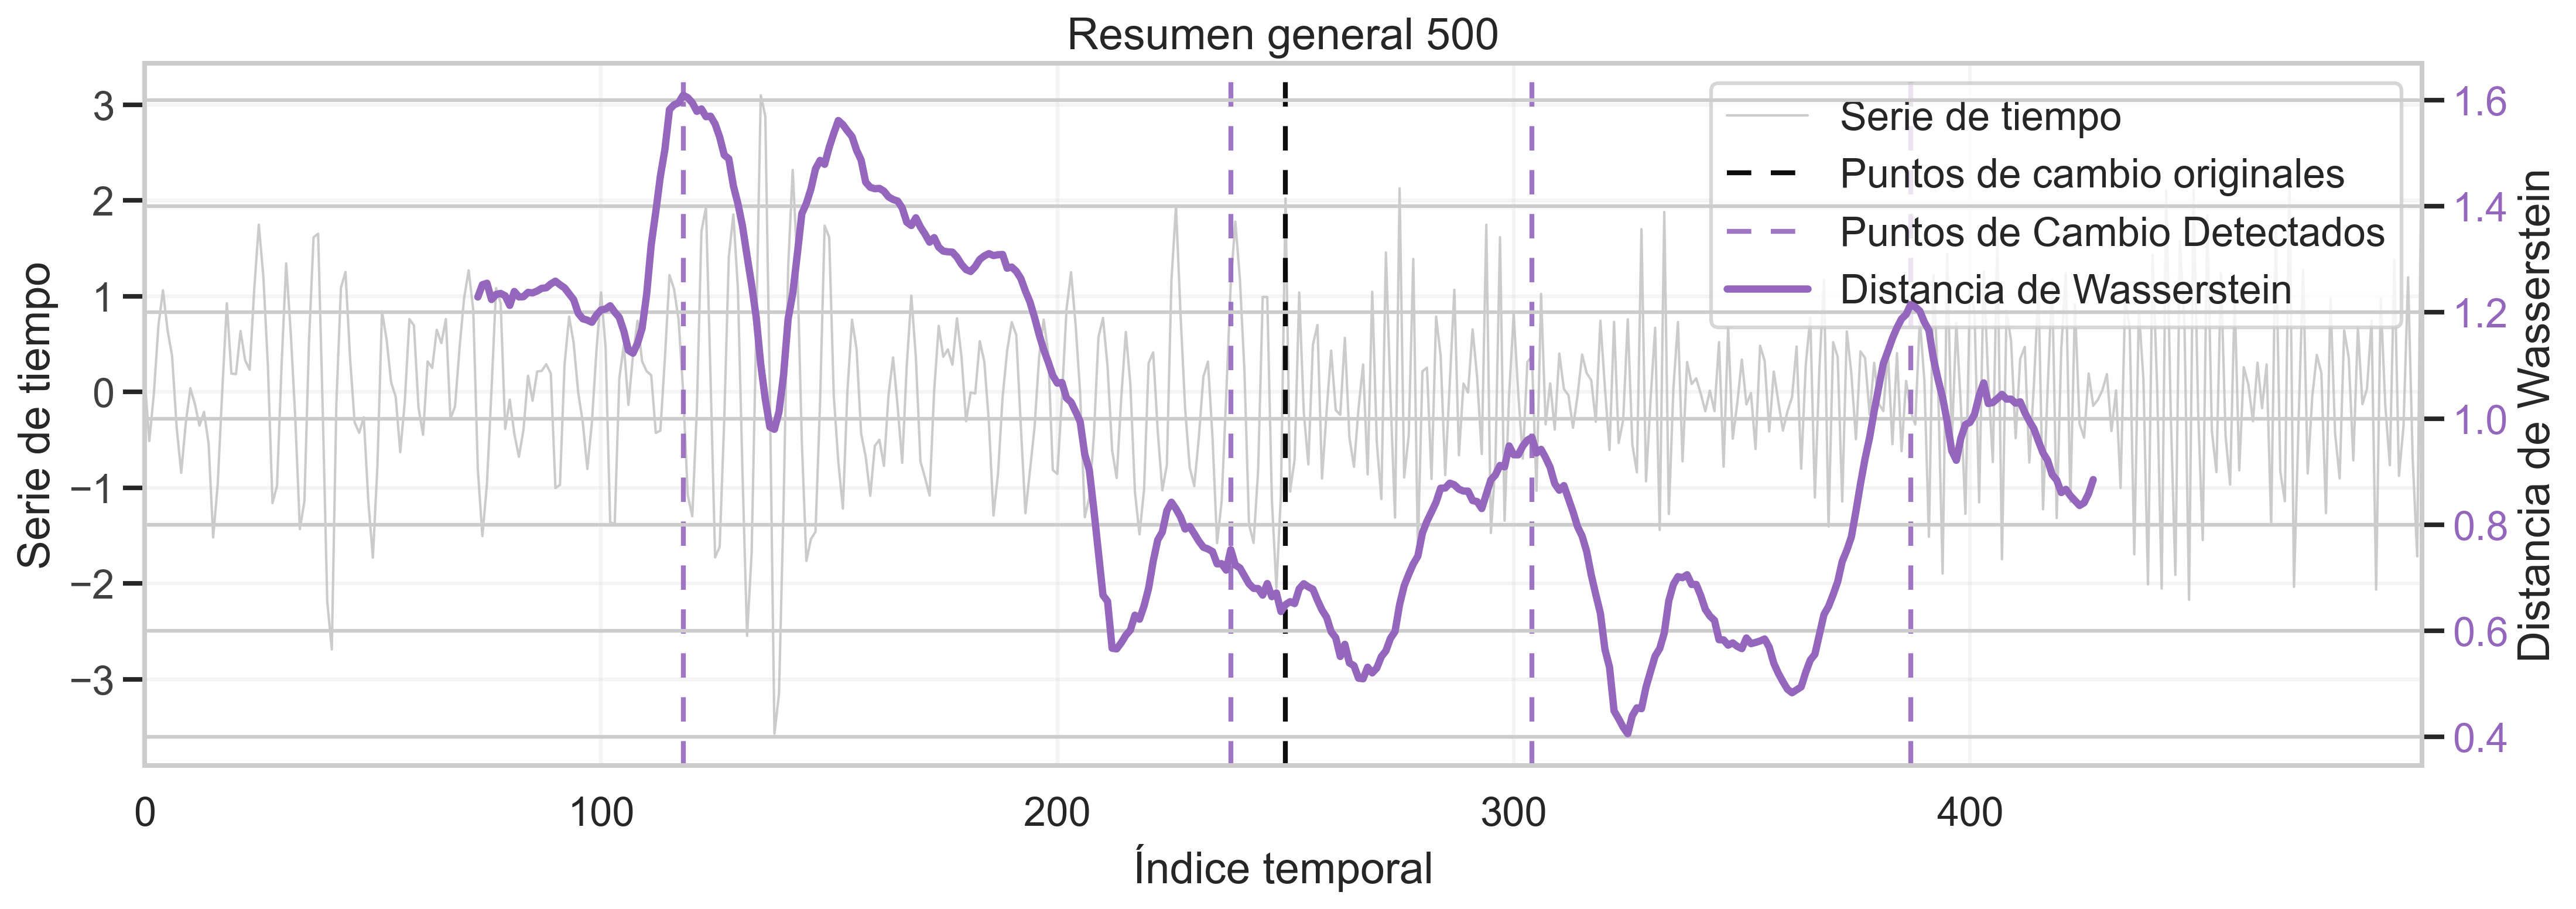 Resumen general 500
Serie de tiempo
3
2
1
0
−1
−2
−3
Serie de tiempo
Puntos de cambio originales
Puntos de Cambio Detectados
Distancia de Wasserstein
1.6
1.4
1.2
1.0
0.8
0.6
0.4
Distancia de Wasserstein
0
100
200
300
400
Índice temporal